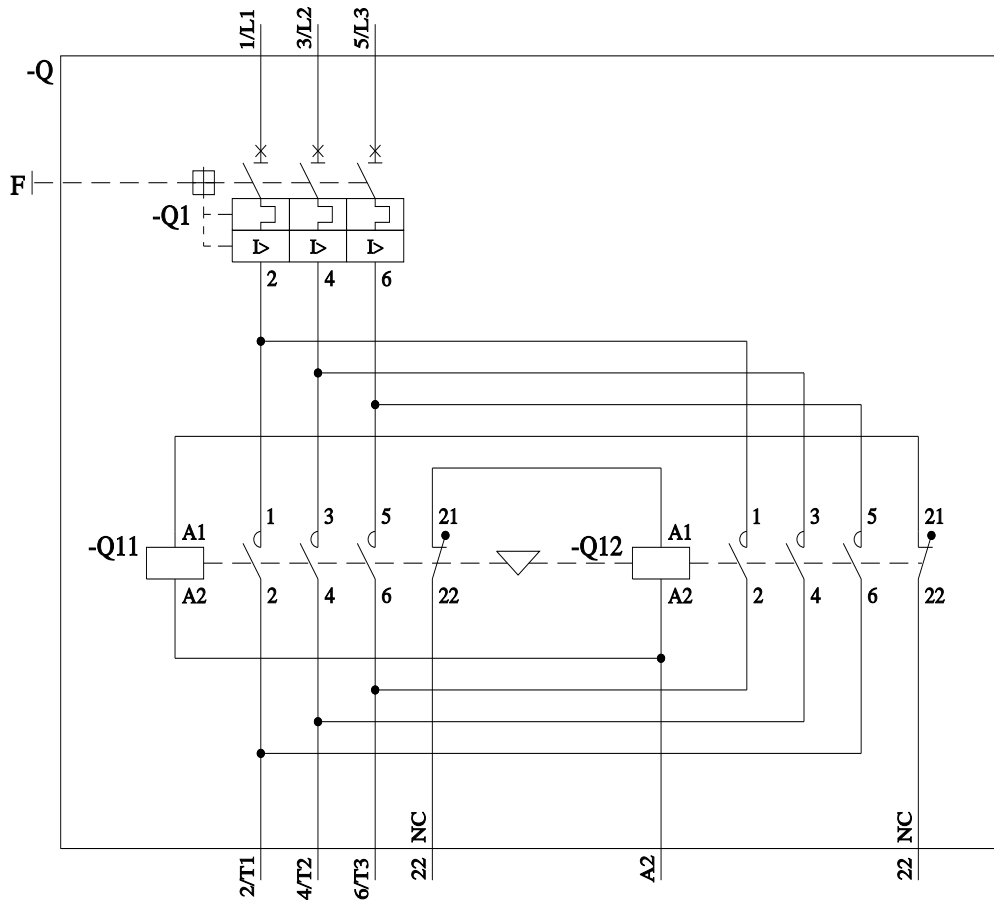 1/L1 3/L2 5/L3
-Q
F
-Q1
I> I> I>
2 4 6
1 3 5 21 1 3 5 21
-Q11 A1 -Q12 A1
A2 2 4 6 22 A2 2 4 6 22
NC NC
2/T1 4/T2 6/T3 22 A2 22